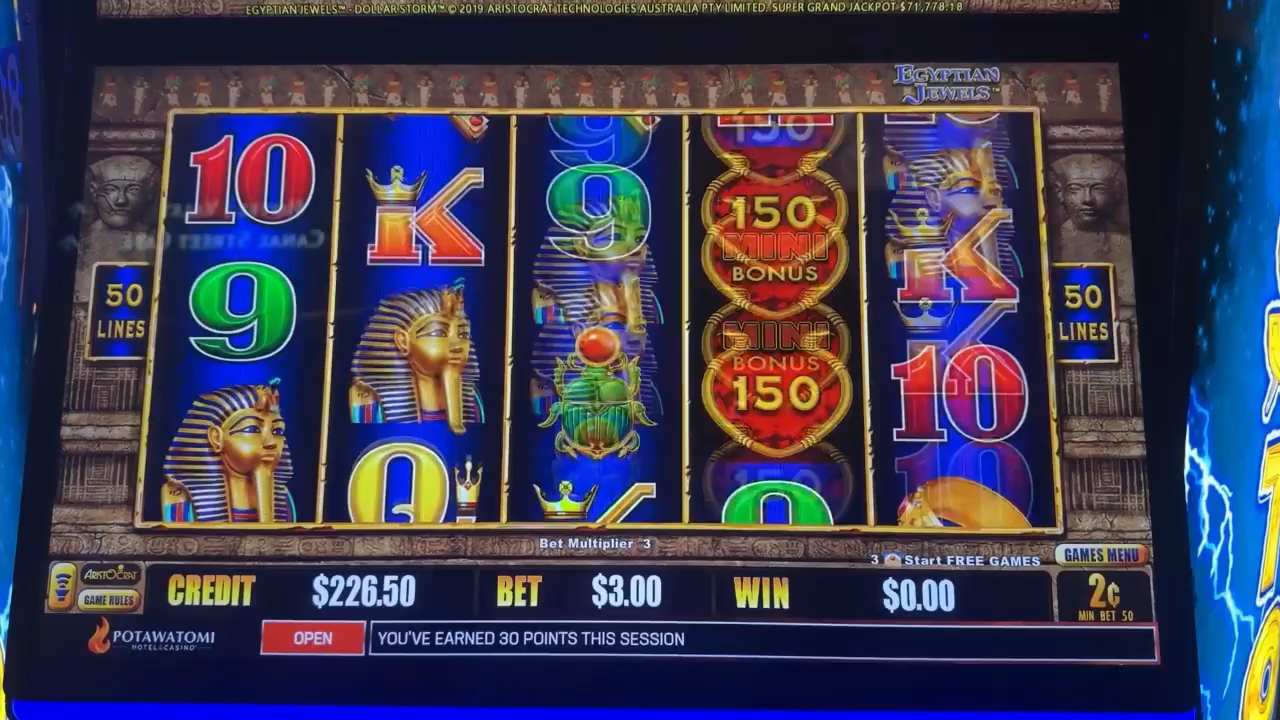 EGYPTIAN JEWELS™ - DOLLAR STORM™ © 2019 ARISTOCRAT TECHNOLOGIES AUSTRALIA PTY LIMITED. SUPER GRAND JACKPOT $71,778.18
EGYPTIAN
JEWELS™
10
K
9
150
150
MINI
BONUS
K
50
LINES
9
MINI
BONUS
150
10
50
LINES
Q
K
150
Bet Multiplier 3
3 Start FREE GAMES
GAMES MENU
ARISTOCRAT
GAME RULES
CREDIT $226.50 BET $3.00 WIN $0.00
2¢
MIN BET 50
POTAWATOMI
HOTEL & CASINO
OPEN
YOU'VE EARNED 30 POINTS THIS SESSION